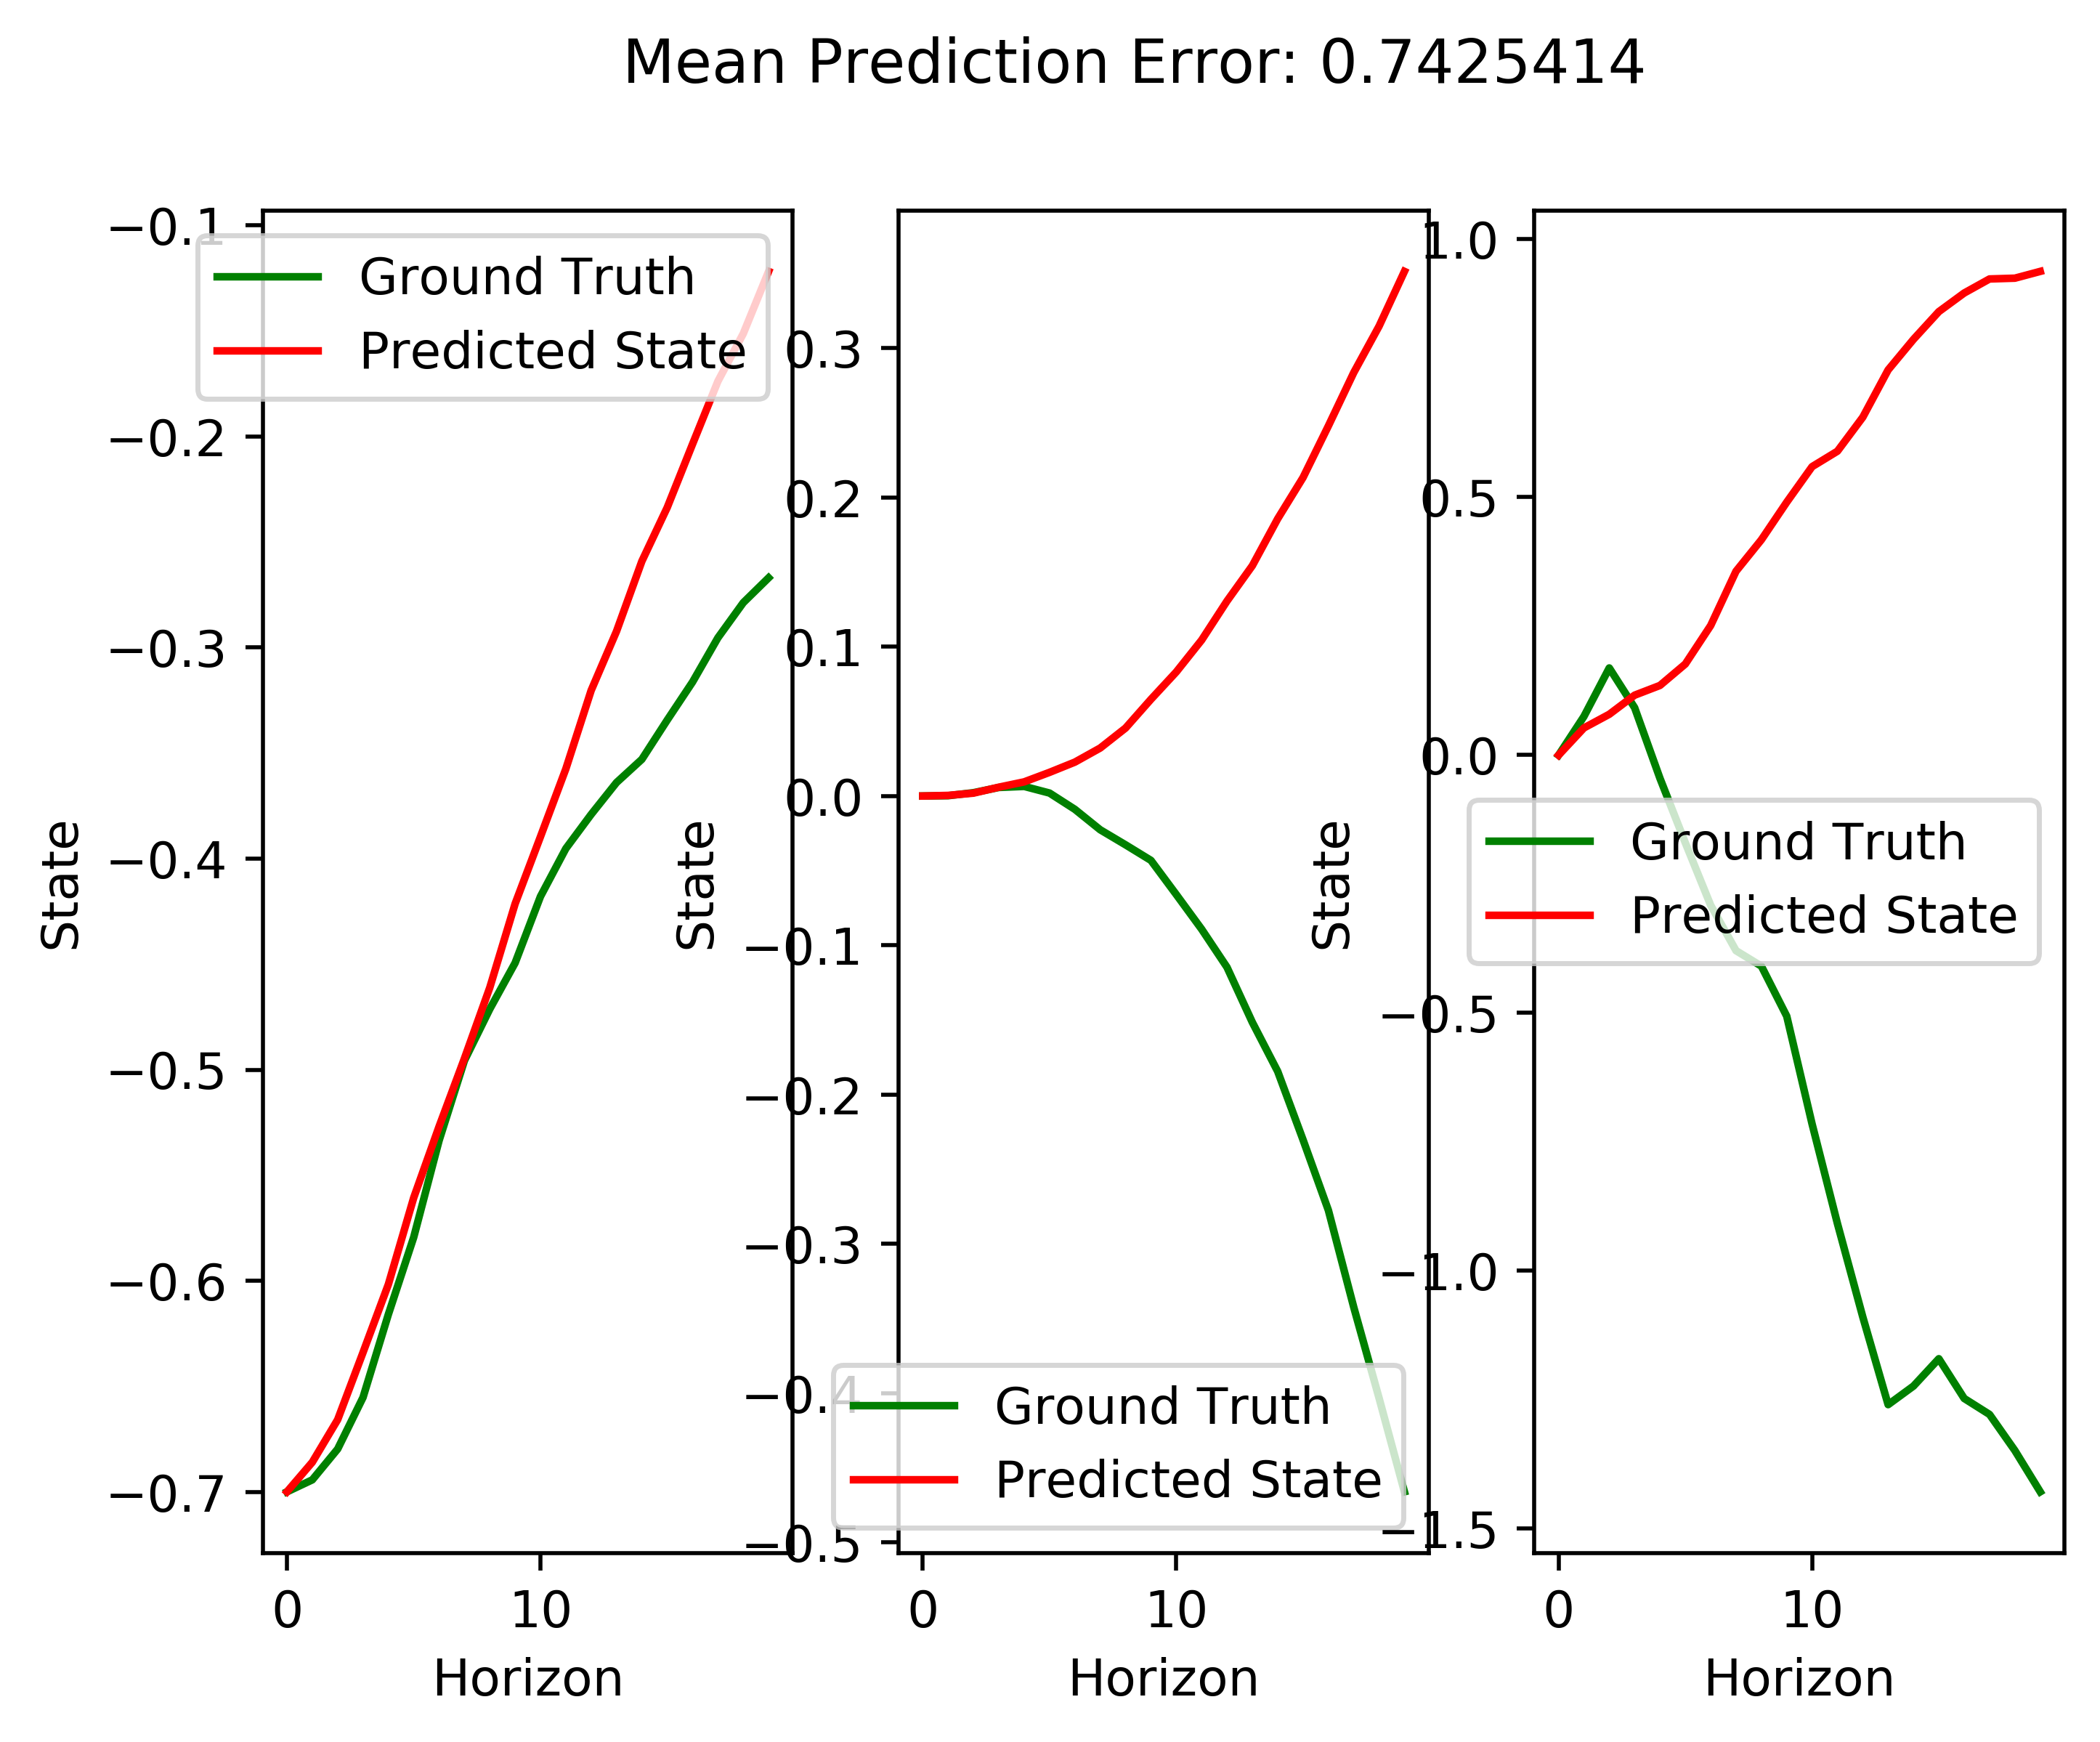 Mean Prediction Error: 0.7425414
State
−0.1
−0.2
−0.3
−0.4
−0.5
−0.6
−0.7
Ground Truth
Predicted State
0
10
Horizon
State
0.3
0.2
0.1
0.0
−0.1
−0.2
−0.3
−0.4
−0.5
Ground Truth
Predicted State
0
10
Horizon
State
1.0
0.5
0.0
−0.5
−1.0
−1.5
Ground Truth
Predicted State
0
10
Horizon